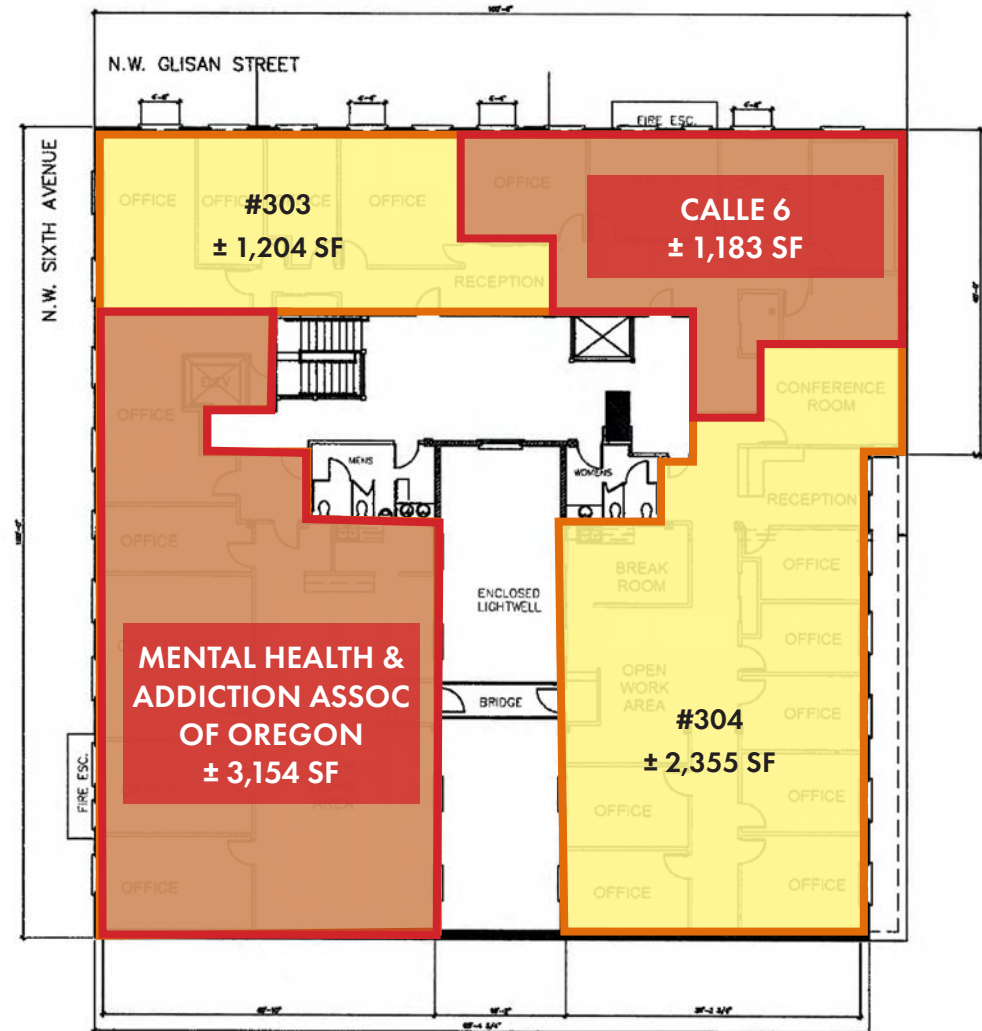 N.W. GLISAN STREET
FIRE ESC.
N.W. SIXTH AVENUE
OFFICE
OFFICE
OFFICE
#303
± 1,204 SF
RECEPTION
OFFICE
CALLE 6
± 1,183 SF
CONFERENCE
ROOM
OFFICE
MENS
WOMENS
RECEPTION
OFFICE
BREAK
ROOM
OFFICE
ENCLOSED
LIGHTWELL
OFFICE
MENTAL HEALTH &
ADDICTION ASSOC
OF OREGON
± 3,154 SF
OPEN
WORK
AREA
BRIDGE
OFFICE
#304
± 2,355 SF
FIRE ESC.
OFFICE
OFFICE
AREA
OFFICE
OFFICE
OFFICE